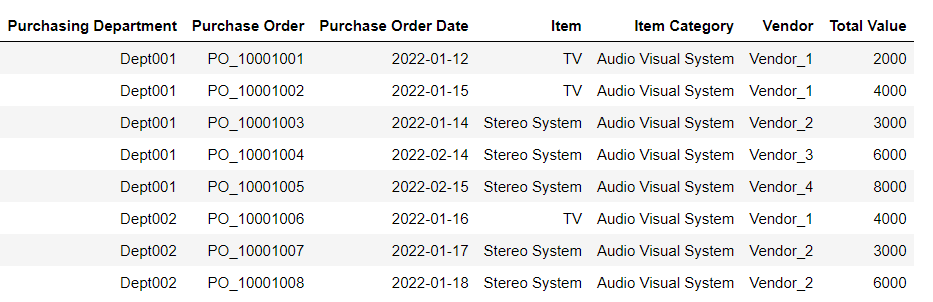 Purchasing Department Purchase Order Purchase Order Date Item Item Category Vendor Total Value
Dept001 PO_10001001 2022-01-12 TV Audio Visual System Vendor_1 2000
Dept001 PO_10001002 2022-01-15 TV Audio Visual System Vendor_1 4000
Dept001 PO_10001003 2022-01-14 Stereo System Audio Visual System Vendor_2 3000
Dept001 PO_10001004 2022-02-14 Stereo System Audio Visual System Vendor_3 6000
Dept001 PO_10001005 2022-02-15 Stereo System Audio Visual System Vendor_4 8000
Dept002 PO_10001006 2022-01-16 TV Audio Visual System Vendor_1 4000
Dept002 PO_10001007 2022-01-17 Stereo System Audio Visual System Vendor_2 3000
Dept002 PO_10001008 2022-01-18 Stereo System Audio Visual System Vendor_2 6000